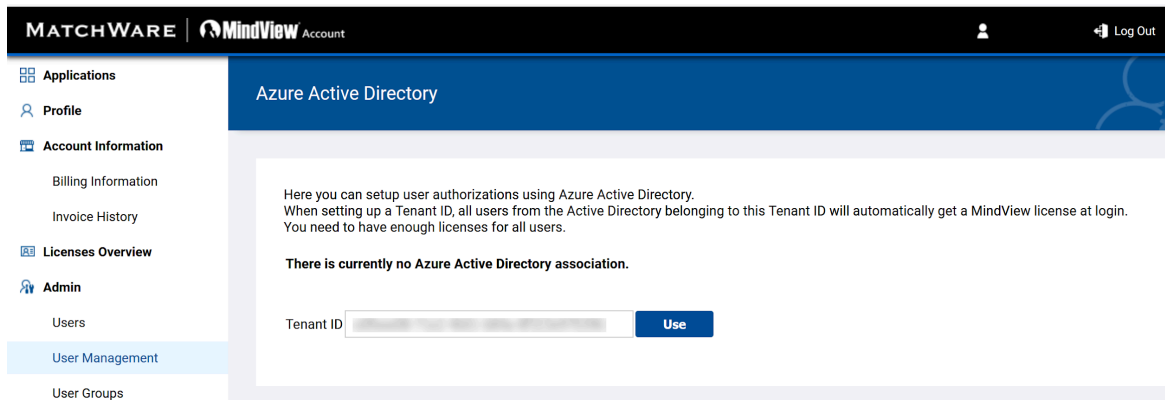 MATCHWARE MindView Account
Log Out
Applications
Profile
Account Information
Billing Information
Invoice History
Licenses Overview
Admin
Users
User Management
User Groups
Azure Active Directory
Here you can setup user authorizations using Azure Active Directory.
When setting up a Tenant ID, all users from the Active Directory belonging to this Tenant ID will automatically get a MindView license at login.
You need to have enough licenses for all users.
There is currently no Azure Active Directory association.
Tenant ID
Use